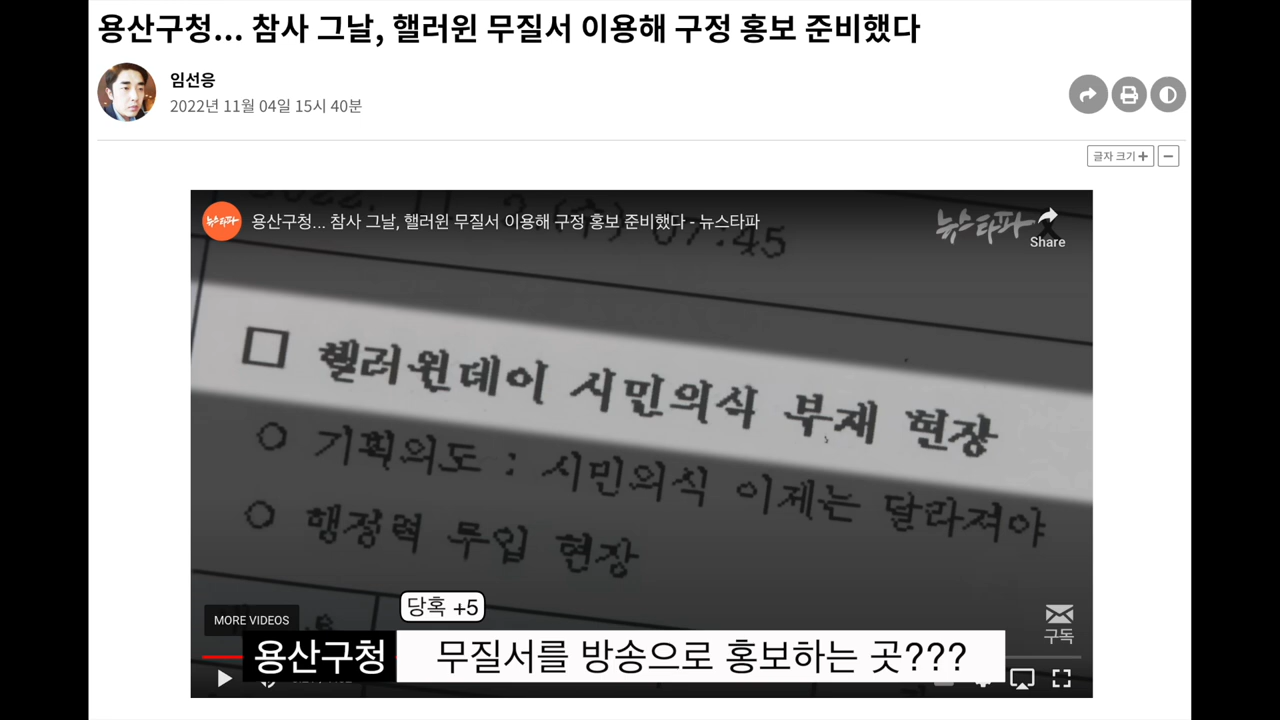 용산구청... 참사 그날, 핼러윈 무질서 이용해 구정 홍보 준비했다
임선응
2022년 11월 04일 15시 40분
글자 크기
뉴스타파
용산구청... 참사 그날, 핼러윈 무질서 이용해 구정 홍보 준비했다 - 뉴스타파
뉴스타파
Share
07:45
□ 헬러윈데이 시민의식 부재 현장
○ 기획의도 : 시민의식 이제는 달라져야
○ 행정력 투입 현장
당혹 +5
MORE VIDEOS
구독
용산구청 무질서를 방송으로 홍보하는 곳???